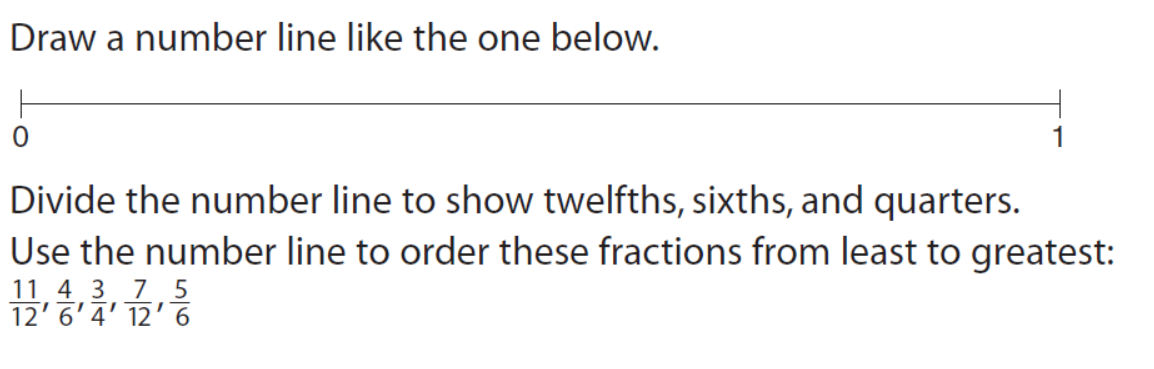 Draw a number line like the one below.
0 1
Divide the number line to show twelfths, sixths, and quarters.
Use the number line to order these fractions from least to greatest:
11/12, 4/6, 3/4, 7/12, 5/6